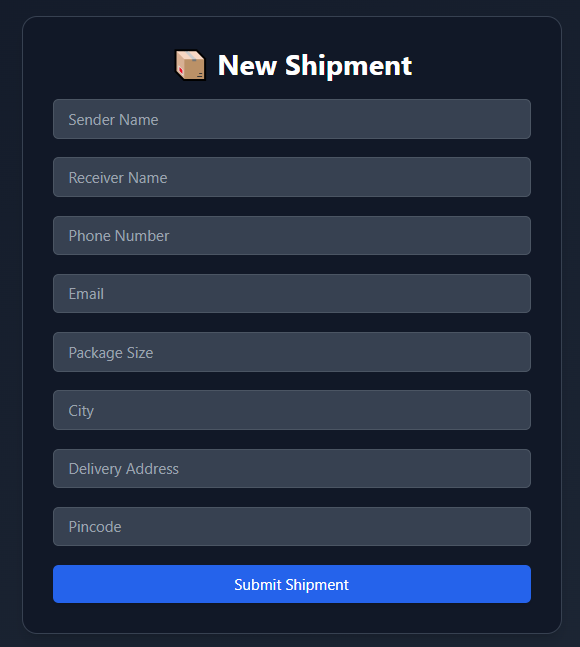 New Shipment
Sender Name
Receiver Name
Phone Number
Email
Package Size
City
Delivery Address
Pincode
Submit Shipment